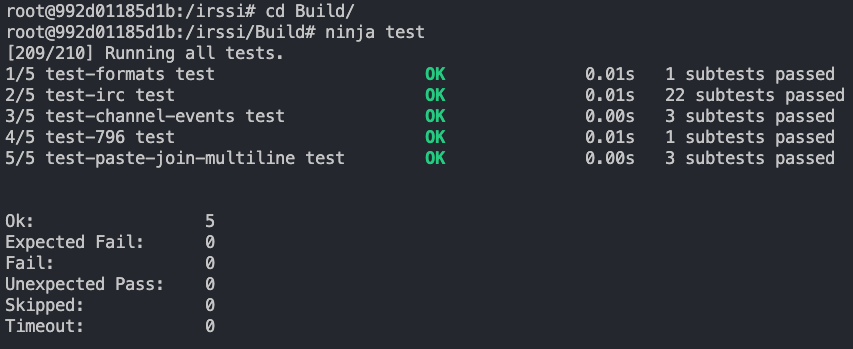 root@992d01185d1b:/irssi# cd Build/
root@992d01185d1b:/irssi/Build# ninja test
[209/210] Running all tests.
1/5 test-formats test OK 0.01s 1 subtests passed
2/5 test-irc test OK 0.01s 22 subtests passed
3/5 test-channel-events test OK 0.00s 3 subtests passed
4/5 test-796 test OK 0.01s 1 subtests passed
5/5 test-paste-join-multiline test OK 0.00s 3 subtests passed
Ok: 5
Expected Fail: 0
Fail: 0
Unexpected Pass: 0
Skipped: 0
Timeout: 0